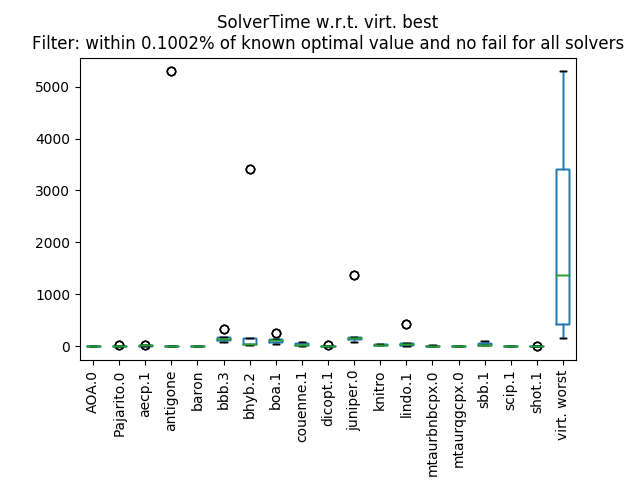 SolverTime w.r.t. virt. best
Filter: within 0.1002% of known optimal value and no fail for all solvers
5000
4000
3000
2000
1000
0
AOA.0
Pajarito.0
aecp.1
antigone
baron
bbb.3
bhyb.2
boa.1
couenne.1
dicopt.1
juniper.0
knitro
lindo.1
mtaurbnbcpx.0
mtaurqgcpx.0
sbb.1
scip.1
shot.1
virt. worst